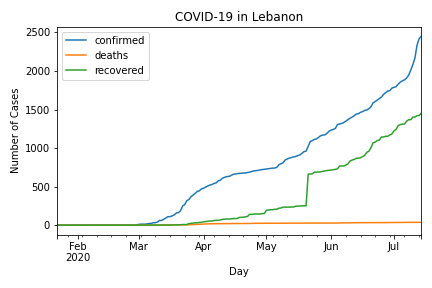 COVID-19 in Lebanon
confirmed
deaths
recovered
Number of Cases
2500
2000
1500
1000
500
0
Feb
2020
Mar
Apr
May
Jun
Jul
Day